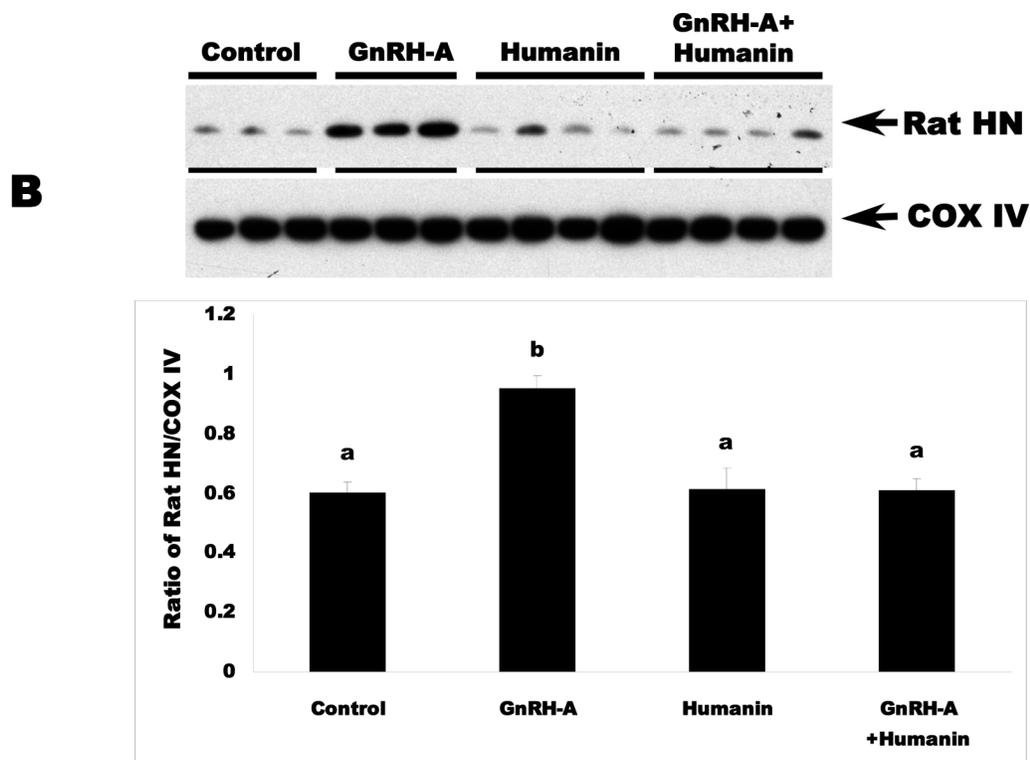 Control
GnRH-A
Humanin
GnRH-A+
Humanin
Rat HN
B
COX IV
Ratio of Rat HN/COX IV
1.2
1
0.8
0.6
0.4
0.2
0
a
b
a
a
Control
GnRH-A
Humanin
GnRH-A
+Humanin